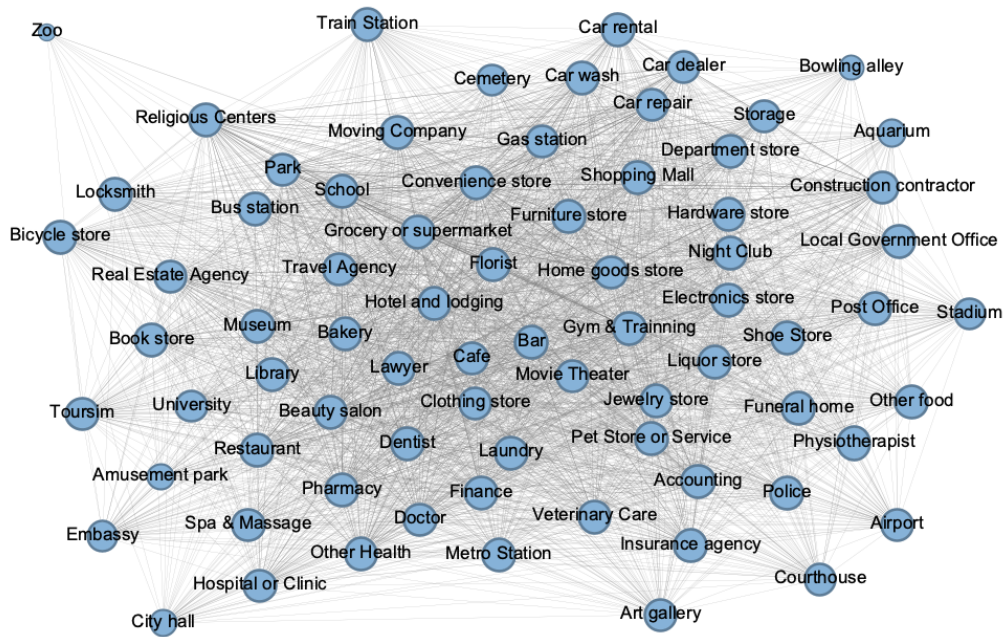 Zoo
Train Station
Car rental
Cemetery
Car wash
Car dealer
Bowling alley
Religious Centers
Moving Company
Gas station
Car repair
Storage
Aquarium
Department store
Park
School
Convenience store
Shopping Mall
Construction contractor
Locksmith
Bus station
Furniture store
Hardware store
Bicycle store
Grocery or supermarket
Night Club
Local Government Office
Real Estate Agency
Travel Agency
Florist
Home goods store
Hotel and lodging
Electronics store
Post Office
Stadium
Book store
Museum
Bakery
Bar
Gym & Trainning
Shoe Store
Library
Lawyer
Cafe
Movie Theater
Liquor store
Toursim
University
Beauty salon
Clothing store
Jewelry store
Funeral home
Other food
Restaurant
Dentist
Laundry
Pet Store or Service
Physiotherapist
Amusement park
Pharmacy
Finance
Accounting
Police
Embassy
Spa & Massage
Doctor
Veterinary Care
Airport
Other Health
Metro Station
Insurance agency
Hospital or Clinic
Courthouse
City hall
Art gallery